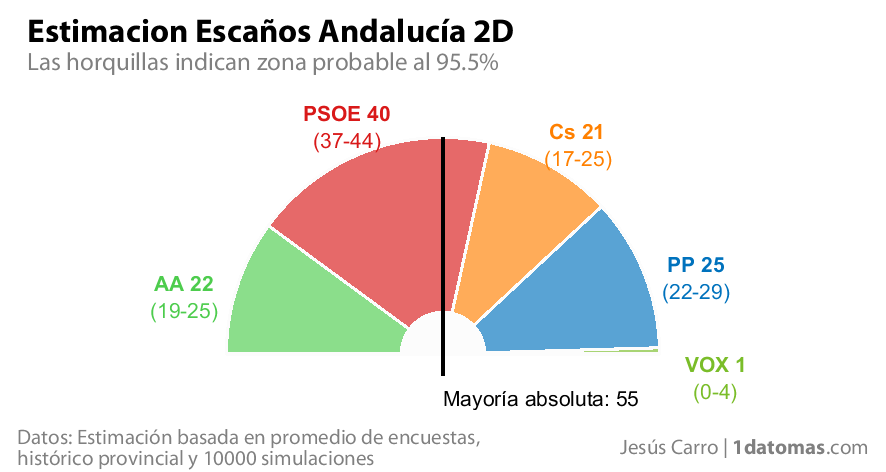 Estimacion Escaños Andalucía 2D
Las horquillas indican zona probable al 95.5%
PSOE 40
(37-44)
Cs 21
(17-25)
PP 25
(22-29)
AA 22
(19-25)
VOX 1
(0-4)
Mayoría absoluta: 55
Datos: Estimación basada en promedio de encuestas,
histórico provincial y 10000 simulaciones
Jesús Carro | 1datomas.com